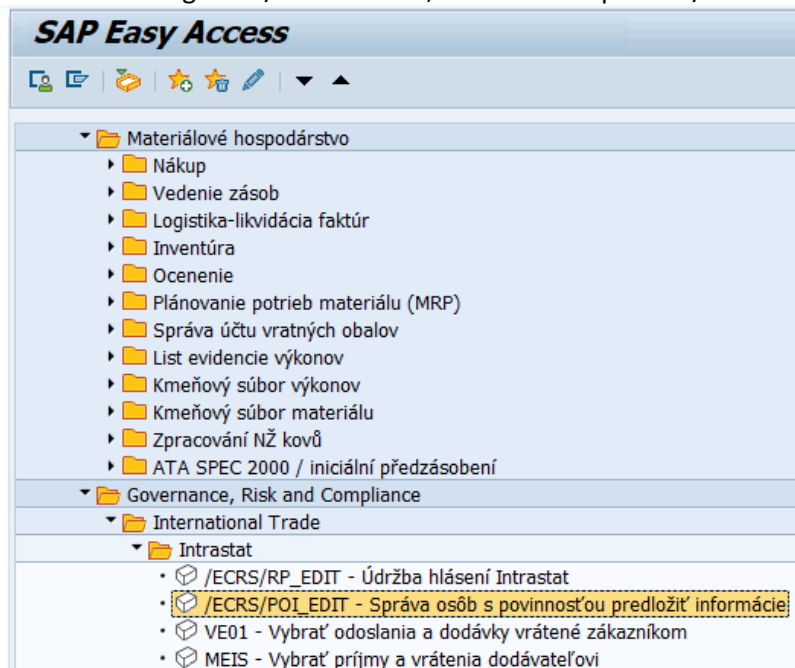 SAP Easy Access
Materiálové hospodárstvo
Nákup
Vedenie zásob
Logistika-likvidácia faktúr
Inventúra
Ocenenie
Plánovanie potrieb materiálu (MRP)
Správa účtu vratných obalov
List evidencie výkonov
Kmeňový súbor výkonov
Kmeňový súbor materiálu
Zpracování NŽ kovů
ATA SPEC 2000 / iniciální předzásobení
Governance, Risk and Compliance
International Trade
Intrastat
/ECRS/RP_EDIT - Údržba hlásení Intrastat
/ECRS/POI_EDIT - Správa osôb s povinnosťou predložiť informácie
VE01 - Vybrať odoslania a dodávky vrátené zákazníkom
MEIS - Vybrať príjmy a vrátenia dodávateľovi